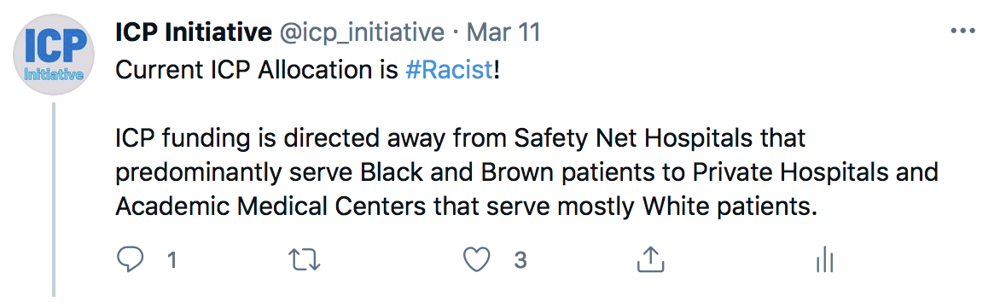 ICP
Initiative
ICP Initiative @icp_initiative · Mar 11
Current ICP Allocation is #Racist!
ICP funding is directed away from Safety Net Hospitals that
predominantly serve Black and Brown patients to Private Hospitals and
Academic Medical Centers that serve mostly White patients.
1 3